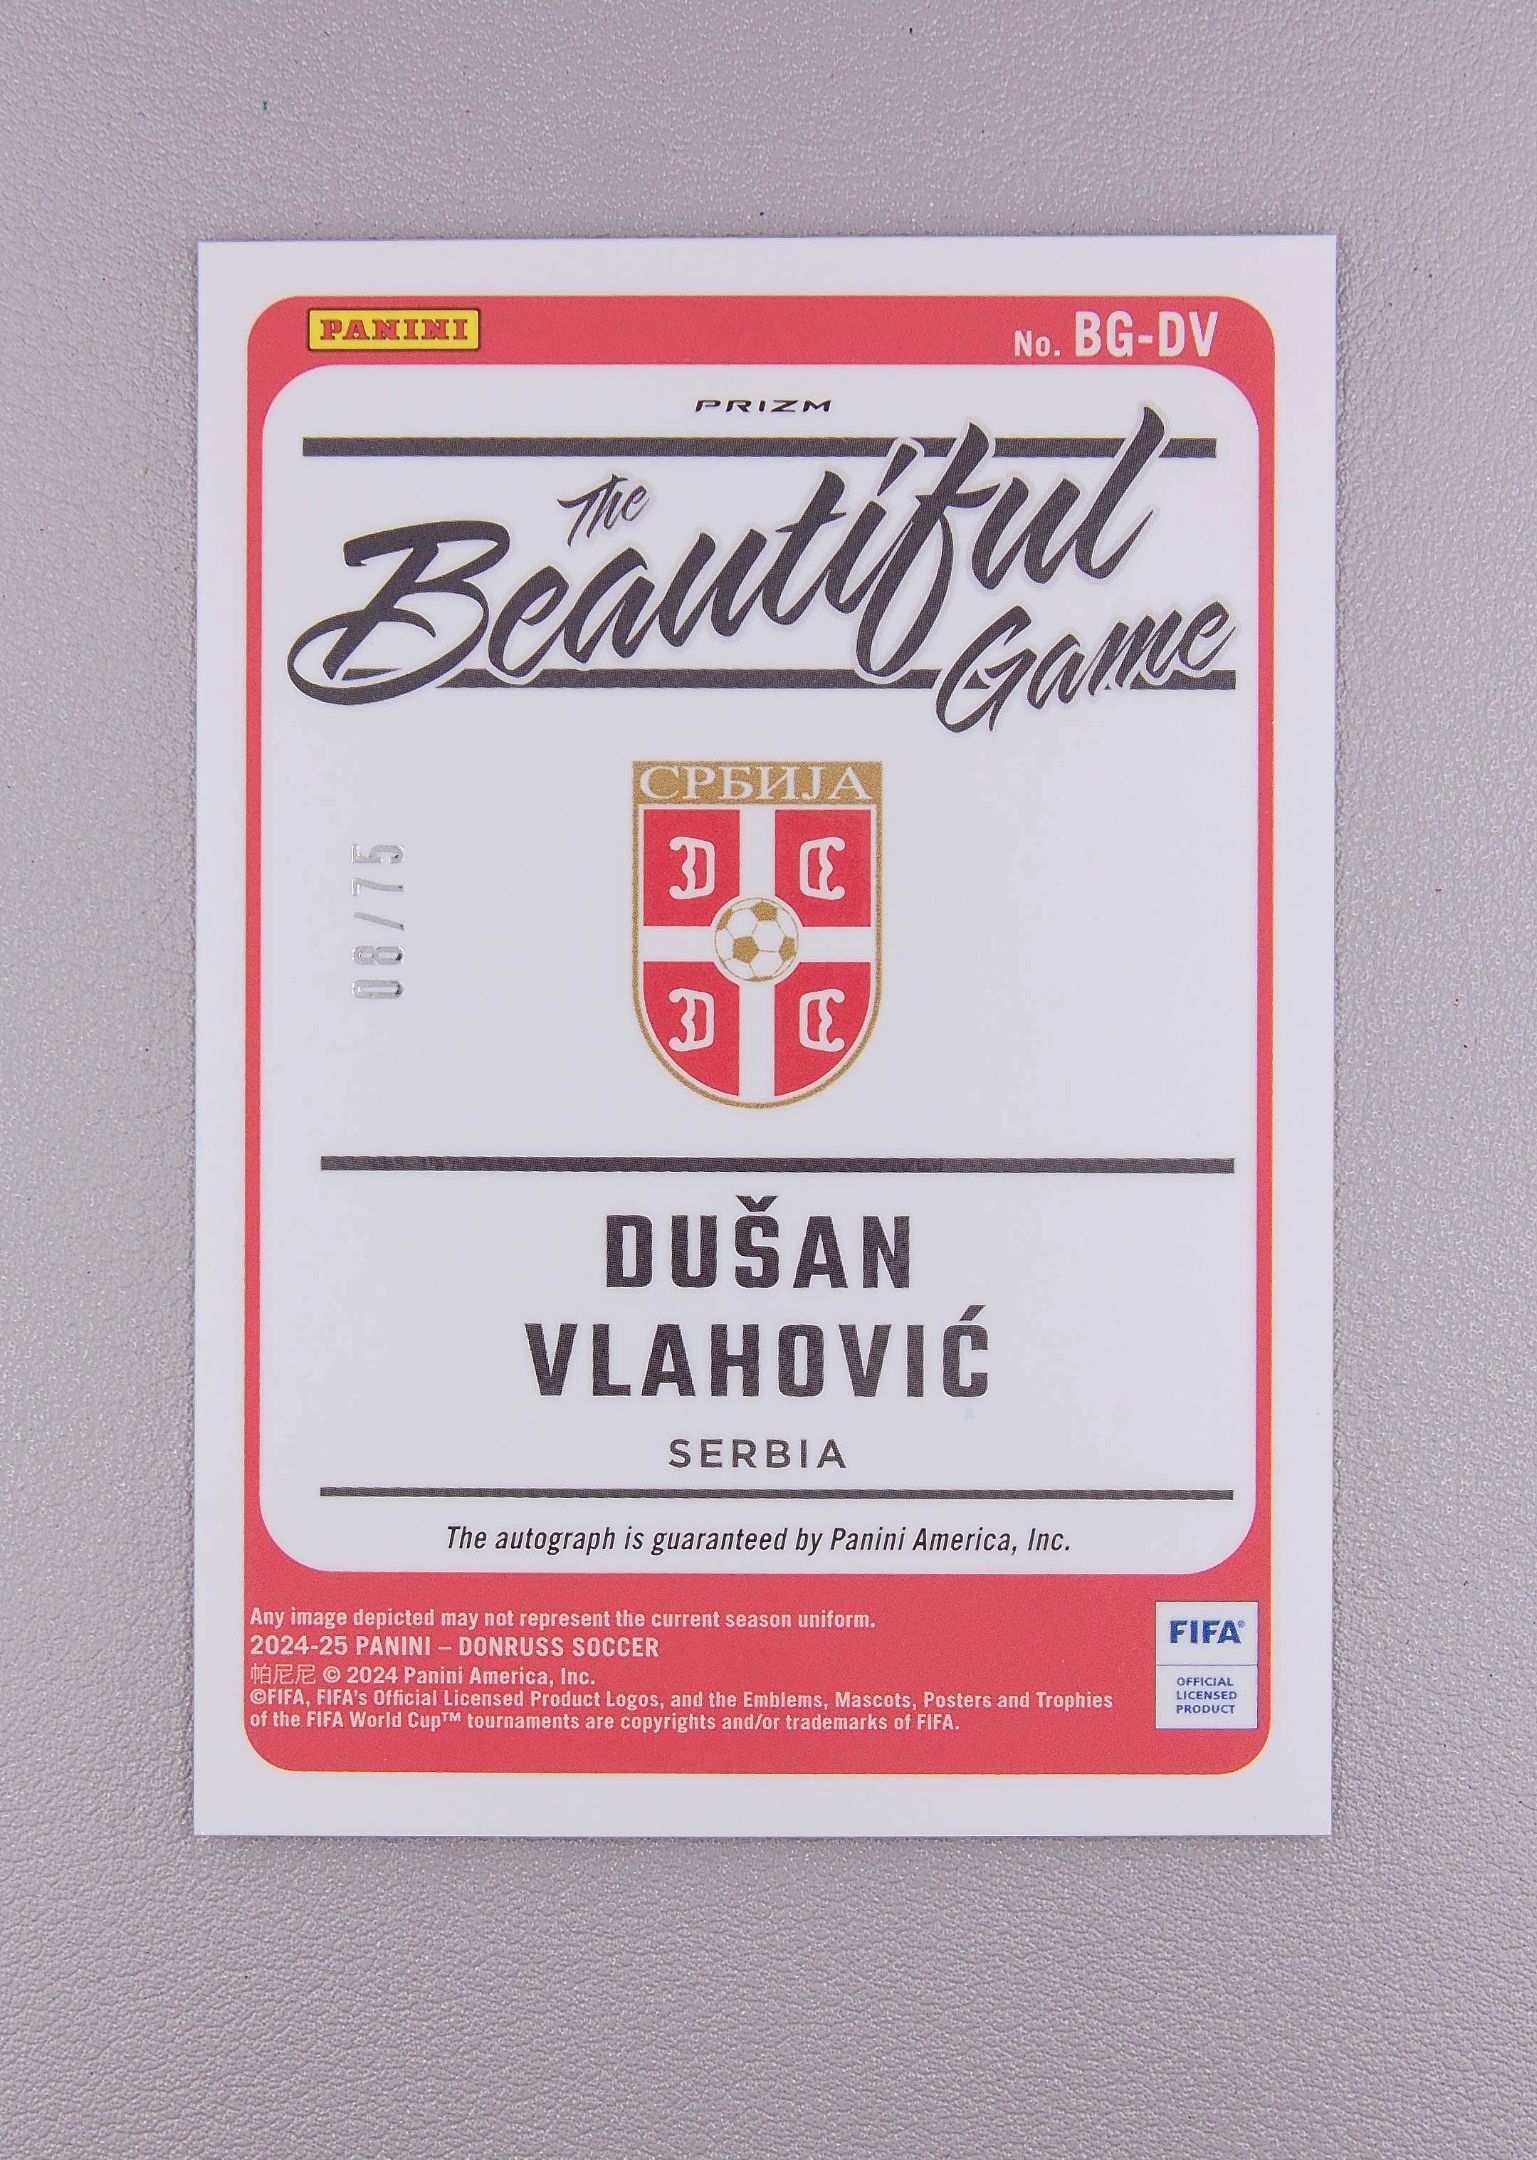 PANINI
No. BG-DV
PRIZM
The
Beautiful
Game
СРБИЈА
08/75
DUŠAN
VLAHOVIĆ
SERBIA
The autograph is guaranteed by Panini America, Inc.
Any image depicted may not represent the current season uniform.
2024-25 PANINI – DONRUSS SOCCER
帕尼尼 © 2024 Panini America, Inc.
©FIFA, FIFA's Official Licensed Product Logos, and the Emblems, Mascots, Posters and Trophies
of the FIFA World Cup™ tournaments are copyrights and/or trademarks of FIFA.
FIFA®
OFFICIAL
LICENSED
PRODUCT